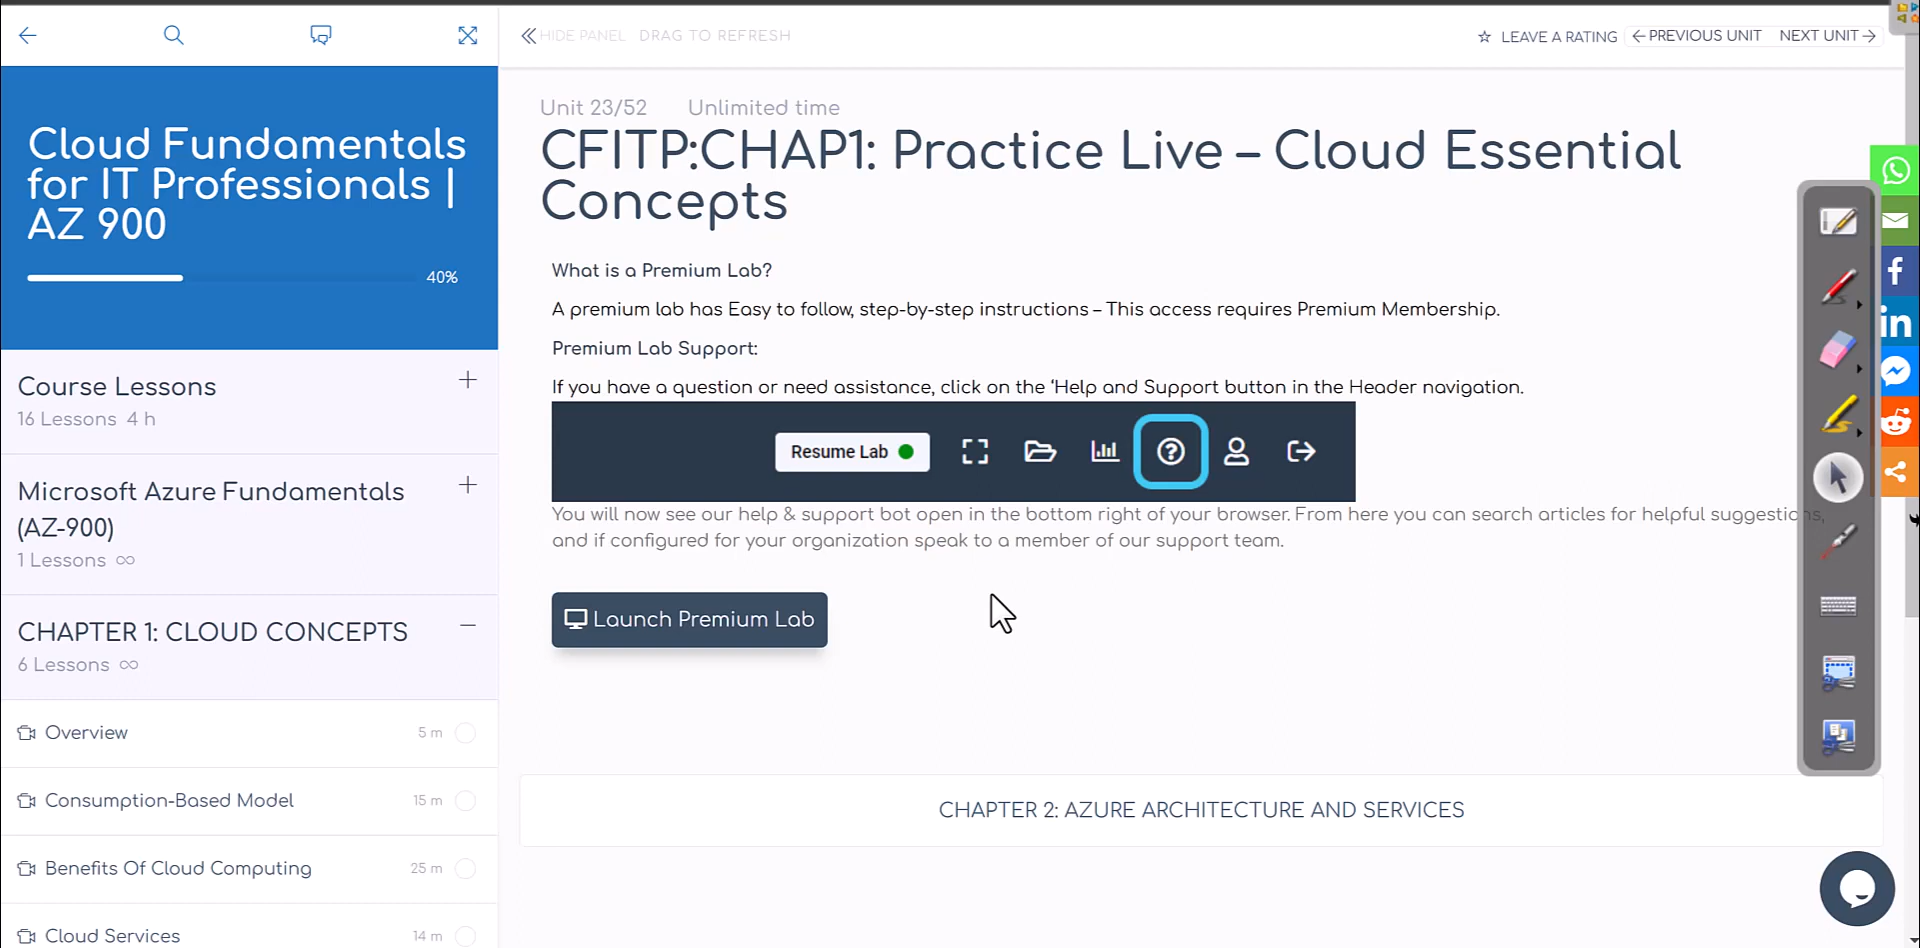 HIDE PANEL DRAG TO REFRESH
LEAVE A RATING
PREVIOUS UNIT
NEXT UNIT
Cloud Fundamentals
for IT Professionals |
AZ 900
40%
Course Lessons
16 Lessons 4 h
Microsoft Azure Fundamentals
(AZ-900)
1 Lessons ∞
CHAPTER 1: CLOUD CONCEPTS
6 Lessons ∞
Overview 5 m
Consumption-Based Model 15 m
Benefits Of Cloud Computing 25 m
Cloud Services 14 m
Unit 23/52 Unlimited time
CFITP:CHAP1: Practice Live – Cloud Essential
Concepts
What is a Premium Lab?
A premium lab has Easy to follow, step-by-step instructions – This access requires Premium Membership.
Premium Lab Support:
If you have a question or need assistance, click on the ‘Help and Support button in the Header navigation.
Resume Lab
You will now see our help & support bot open in the bottom right of your browser. From here you can search articles for helpful suggestions,
and if configured for your organization speak to a member of our support team.
Launch Premium Lab
CHAPTER 2: AZURE ARCHITECTURE AND SERVICES